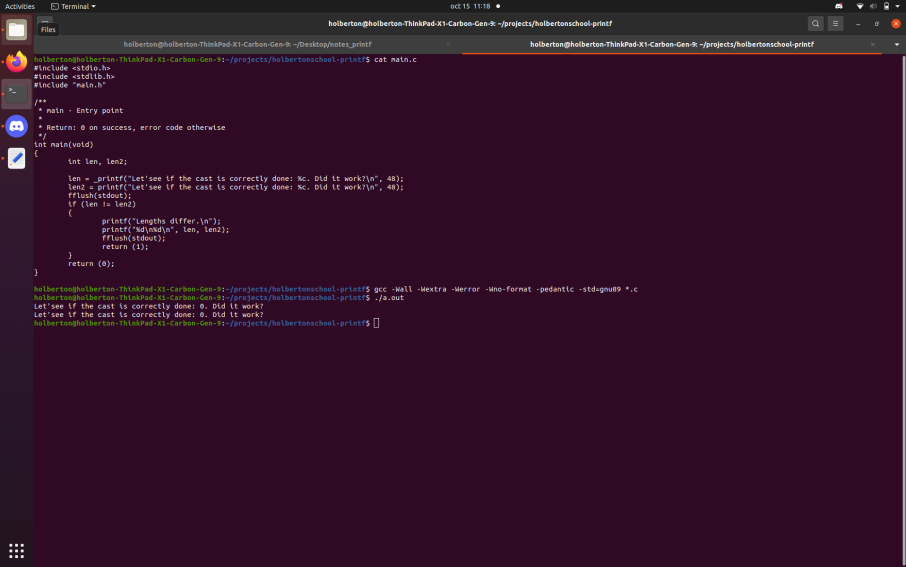 Activities
Terminal
oct 15 11:18
Files
holberton@holberton-ThinkPad-X1-Carbon-Gen-9: ~/projects/holbertonschool-printf
holberton@holberton-ThinkPad-X1-Carbon-Gen-9: ~/Desktop/notes_printf
holberton@holberton-ThinkPad-X1-Carbon-Gen-9: ~/projects/holbertonschool-printf
holberton@holberton-ThinkPad-X1-Carbon-Gen-9:~/projects/holbertonschool-printf$ cat main.c
#include <stdio.h>
#include <stdlib.h>
#include "main.h"
/**
 * main - Entry point
 *
 * Return: 0 on success, error code otherwise
 */
int main(void)
{
        int len, len2;
        len = _printf("Let'see if the cast is correctly done: %c. Did it work?\n", 48);
        len2 = printf("Let'see if the cast is correctly done: %c. Did it work?\n", 48);
        fflush(stdout);
        if (len != len2)
        {
                printf("Lengths differ.\n");
                printf("%d\n%d\n", len, len2);
                fflush(stdout);
                return (1);
        }
        return (0);
}
holberton@holberton-ThinkPad-X1-Carbon-Gen-9:~/projects/holbertonschool-printf$ gcc -Wall -Wextra -Werror -Wno-format -pedantic -std=gnu89 *.c
holberton@holberton-ThinkPad-X1-Carbon-Gen-9:~/projects/holbertonschool-printf$ ./a.out
Let'see if the cast is correctly done: 0. Did it work?
Let'see if the cast is correctly done: 0. Did it work?
holberton@holberton-ThinkPad-X1-Carbon-Gen-9:~/projects/holbertonschool-printf$